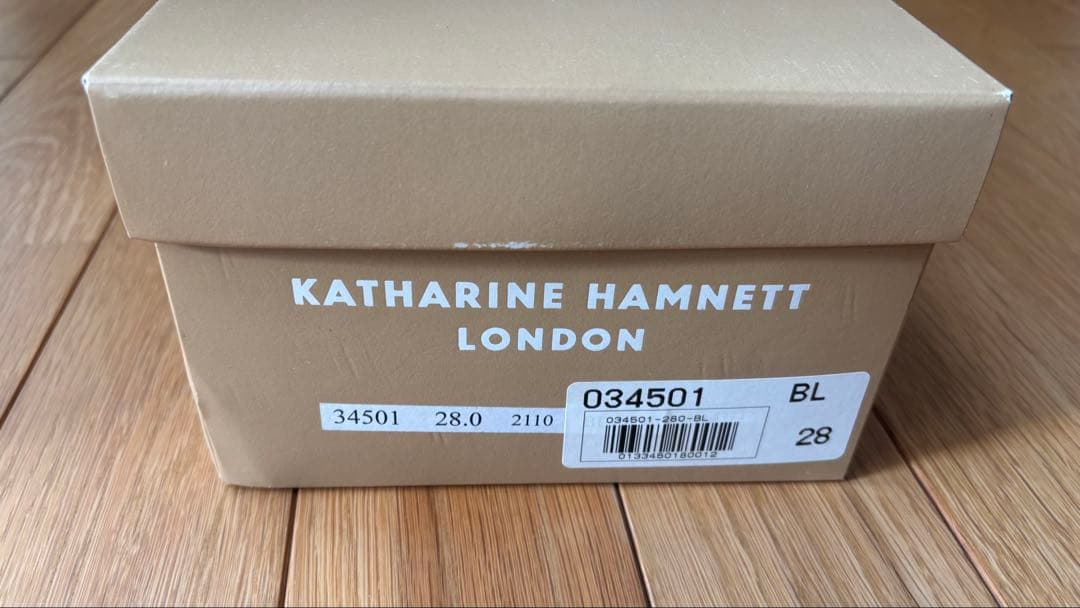 KATHARINE HAMNETT
LONDON
34501 28.0 2110
034501 BL
034501-280-BL
28
0133450180012